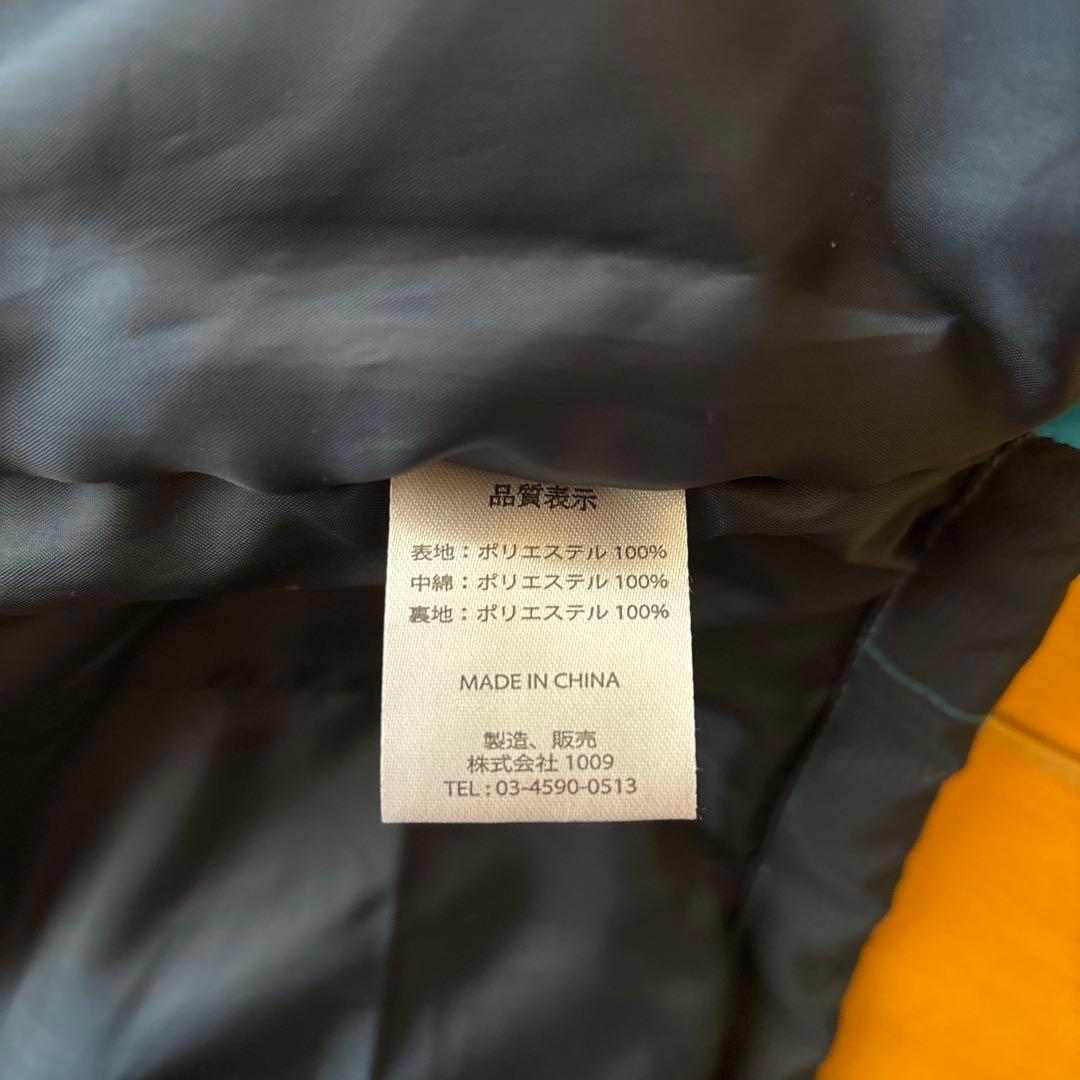 品質表示
表地：ポリエステル 100%
中綿：ポリエステル 100%
裏地：ポリエステル 100%
MADE IN CHINA
製造、販売
株式会社 1009
TEL : 03-4590-0513